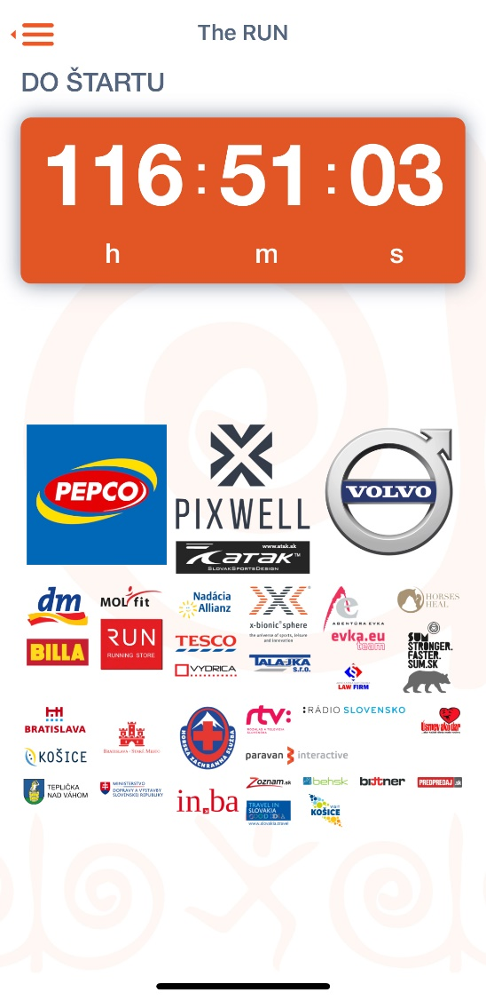 The RUN
DO ŠTARTU
116 : 51 : 03
h m s
PEPCO
PIXWELL
VOLVO
www.atak.sk
ATAK™
SLOVAKSPORTSDESIGN
dm
MOL fit
Nadácia
Allianz
x-bionic® sphere
the universe of sports, leisure
and innovation
AGENTÚRA EVKA
HORSES
HEAL
BILLA
RUN
RUNNING STORE
TESCO
VYDRICA
TALAJKA
s.r.o.
evka.eu
team
LAW FIRM
SUM
STRONGER.
FASTER.
SUM.SK
BRATISLAVA
KOŠICE
TEPLIČKA
NAD VÁHOM
BRATISLAVA - STARÉ MESTO
MINISTERSTVO
DOPRAVY A VÝSTAVBY
SLOVENSKEJ REPUBLIKY
HORSKÁ ZÁCHRANNÁ SLUŽBA
in.ba
rtv:
ROZHLAS A TELEVÍZIA
SLOVENSKA
:RÁDIO SLOVENSKO
Úsmev ako dar
paravan interactive
Zoznam.sk
behsk
bittner
PREDPREDAJ.sk
TRAVEL IN
SLOVAKIA
GOOD IDEA
www.slovakia.travel
visit
KOŠICE